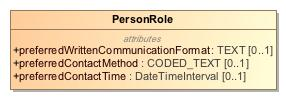 PersonRole
attributes
+preferredWrittenCommunicationFormat : TEXT [0..1]
+preferredContactMethod : CODED_TEXT [0..1]
+preferredContactTime : DateTimeInterval [0..1]